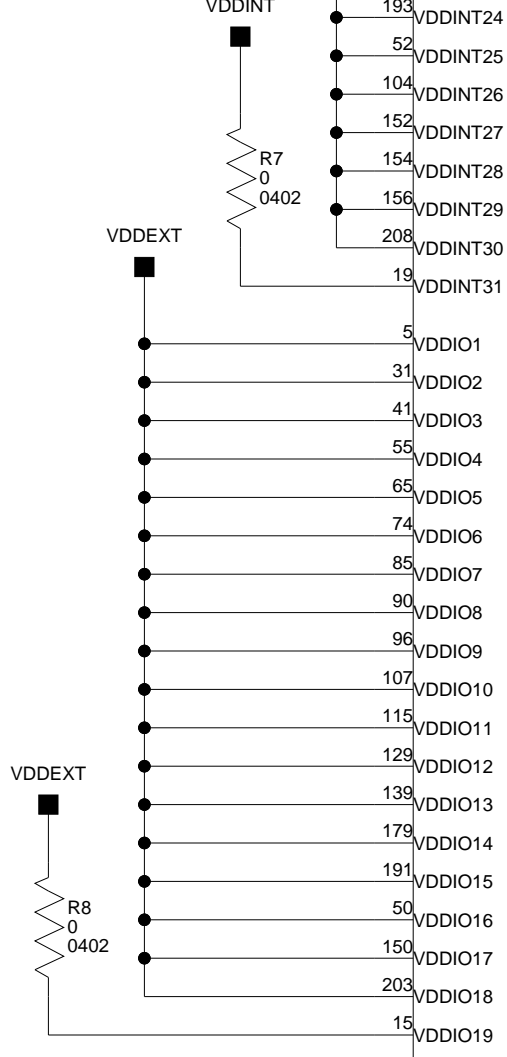 VDDINT
193 VDDINT24
52 VDDINT25
104 VDDINT26
152 VDDINT27
154 VDDINT28
156 VDDINT29
208 VDDINT30
19 VDDINT31
R7
0
0402
VDDEXT
5 VDDIO1
31 VDDIO2
41 VDDIO3
55 VDDIO4
65 VDDIO5
74 VDDIO6
85 VDDIO7
90 VDDIO8
96 VDDIO9
107 VDDIO10
115 VDDIO11
129 VDDIO12
139 VDDIO13
179 VDDIO14
191 VDDIO15
50 VDDIO16
150 VDDIO17
203 VDDIO18
15 VDDIO19
VDDEXT
R8
0
0402